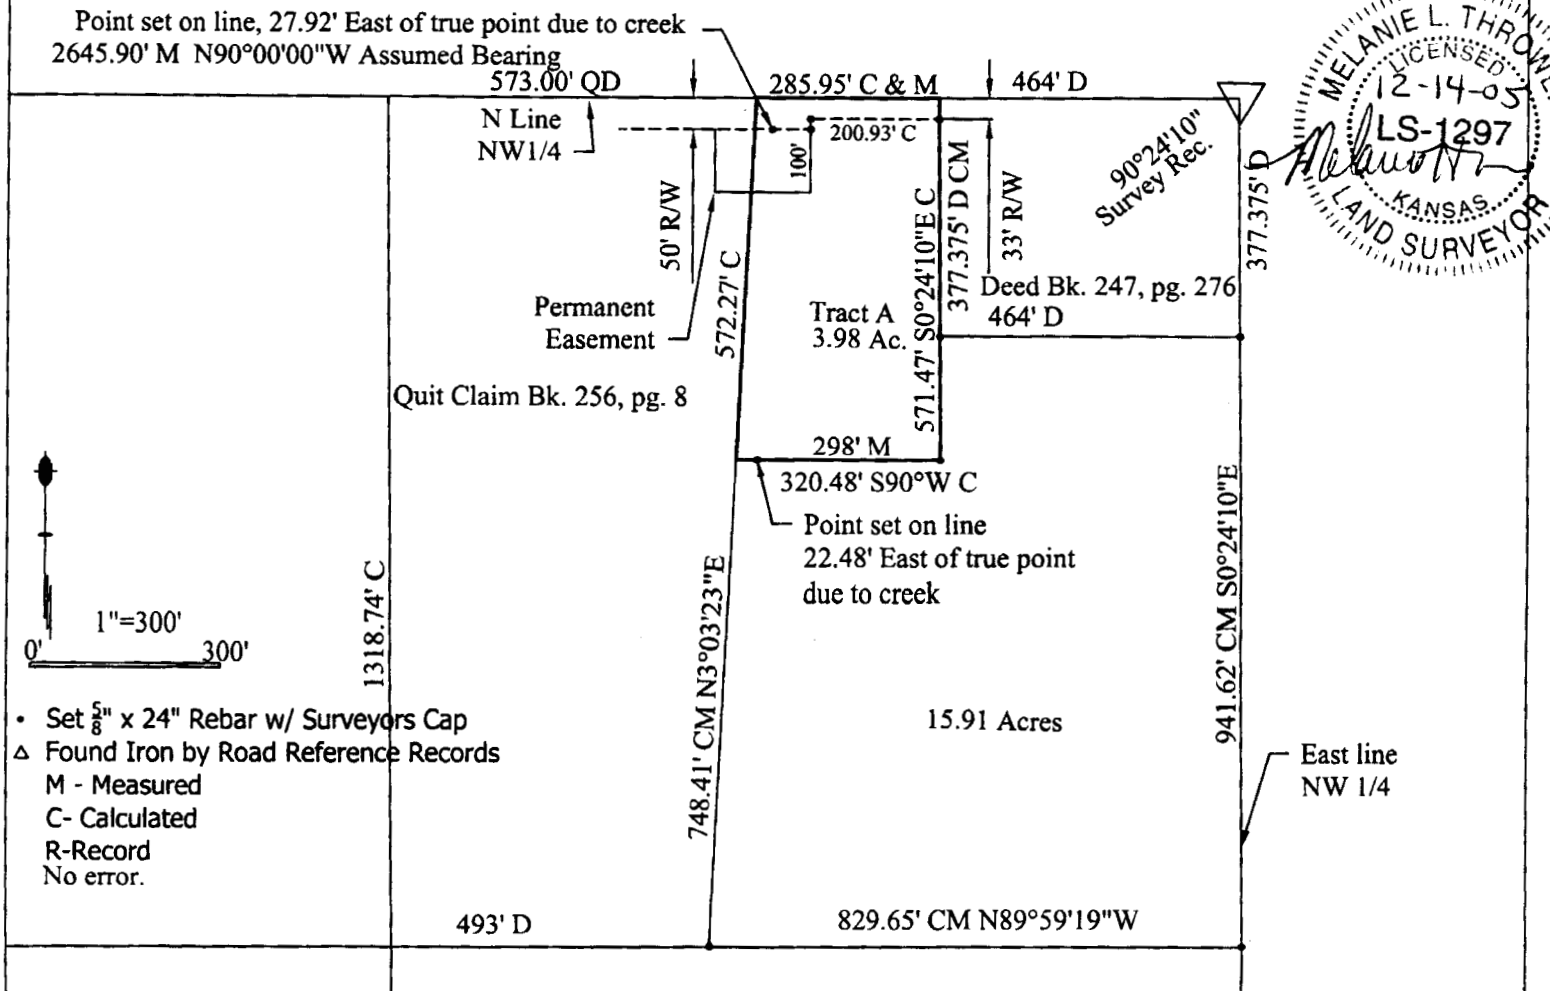 Point set on line, 27.92' East of true point due to creek
2645.90' M N90°00'00"W Assumed Bearing
573.00' QD
285.95' C & M
464' D
N Line
NW1/4
200.93' C
100'
50' R/W
33' R/W
572.27' C
571.47' S0°24'10"E C
377.375' D CM
90°24'10"
Survey Rec.
377.375' D
MELANIE L. THROWE
LICENSED
12-14-05
LS-1297
KANSAS
LAND SURVEYOR
Deed Bk. 247, pg. 276
464' D
Permanent
Easement
Tract A
3.98 Ac.
Quit Claim Bk. 256, pg. 8
298' M
320.48' S90°W C
Point set on line
22.48' East of true point
due to creek
1318.74' C
748.41' CM N3°03'23"E
941.62' CM S0°24'10"E
1"=300'
0' 300'
• Set 5/8" x 24" Rebar w/ Surveyors Cap
△ Found Iron by Road Reference Records
M - Measured
C- Calculated
R-Record
No error.
15.91 Acres
East line
NW 1/4
493' D
829.65' CM N89°59'19"W